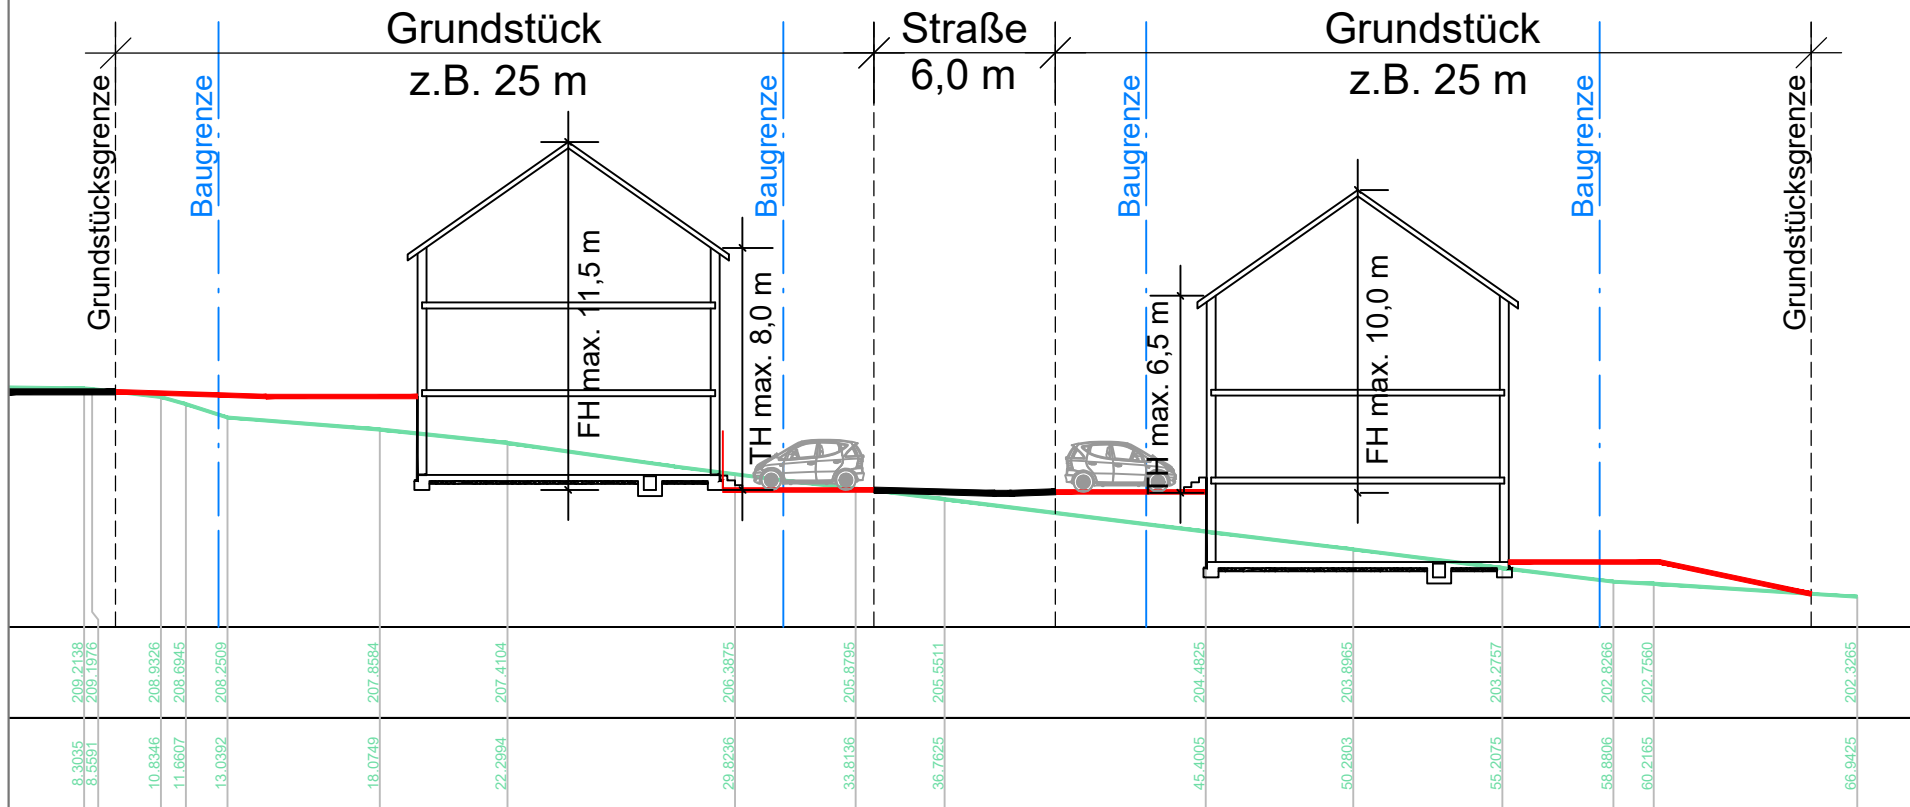 Grundstück
z.B. 25 m
Straße
6,0 m
Grundstück
z.B. 25 m
Grundstücksgrenze
Baugrenze
Baugrenze
Baugrenze
Baugrenze
Grundstücksgrenze
FH max. 11,5 m
TH max. 8,0 m
TH max. 6,5 m
FH max. 10,0 m
209.2138
209.1976
208.9326
208.6945
208.2509
207.8584
207.4104
206.3875
205.8795
205.5511
204.4825
203.8965
203.2757
202.8266
202.7560
202.3265
8.3035
8.5591
10.8346
11.6607
13.0392
18.0749
22.2994
29.8236
33.8136
36.7625
45.4005
50.2803
55.2075
58.8806
60.2165
66.9425